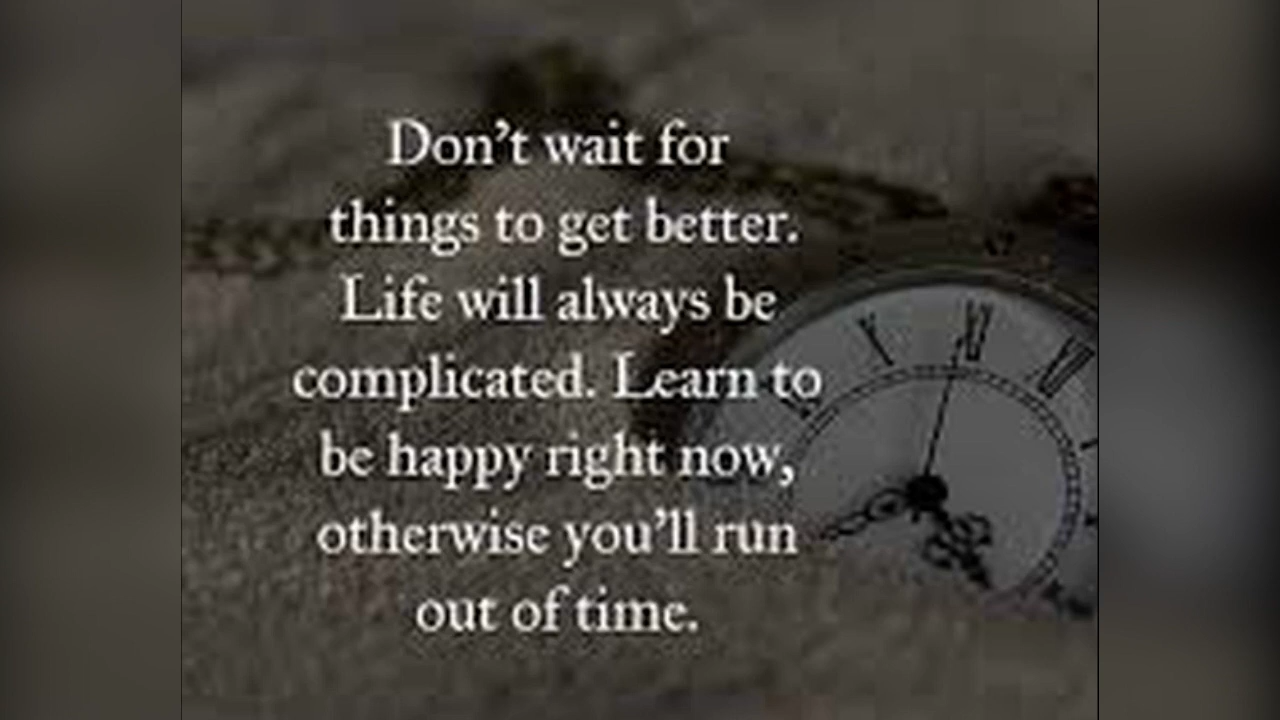 Don't wait for
things to get better.
Life will always be
complicated. Learn to
be happy right now,
otherwise you'll run
out of time.